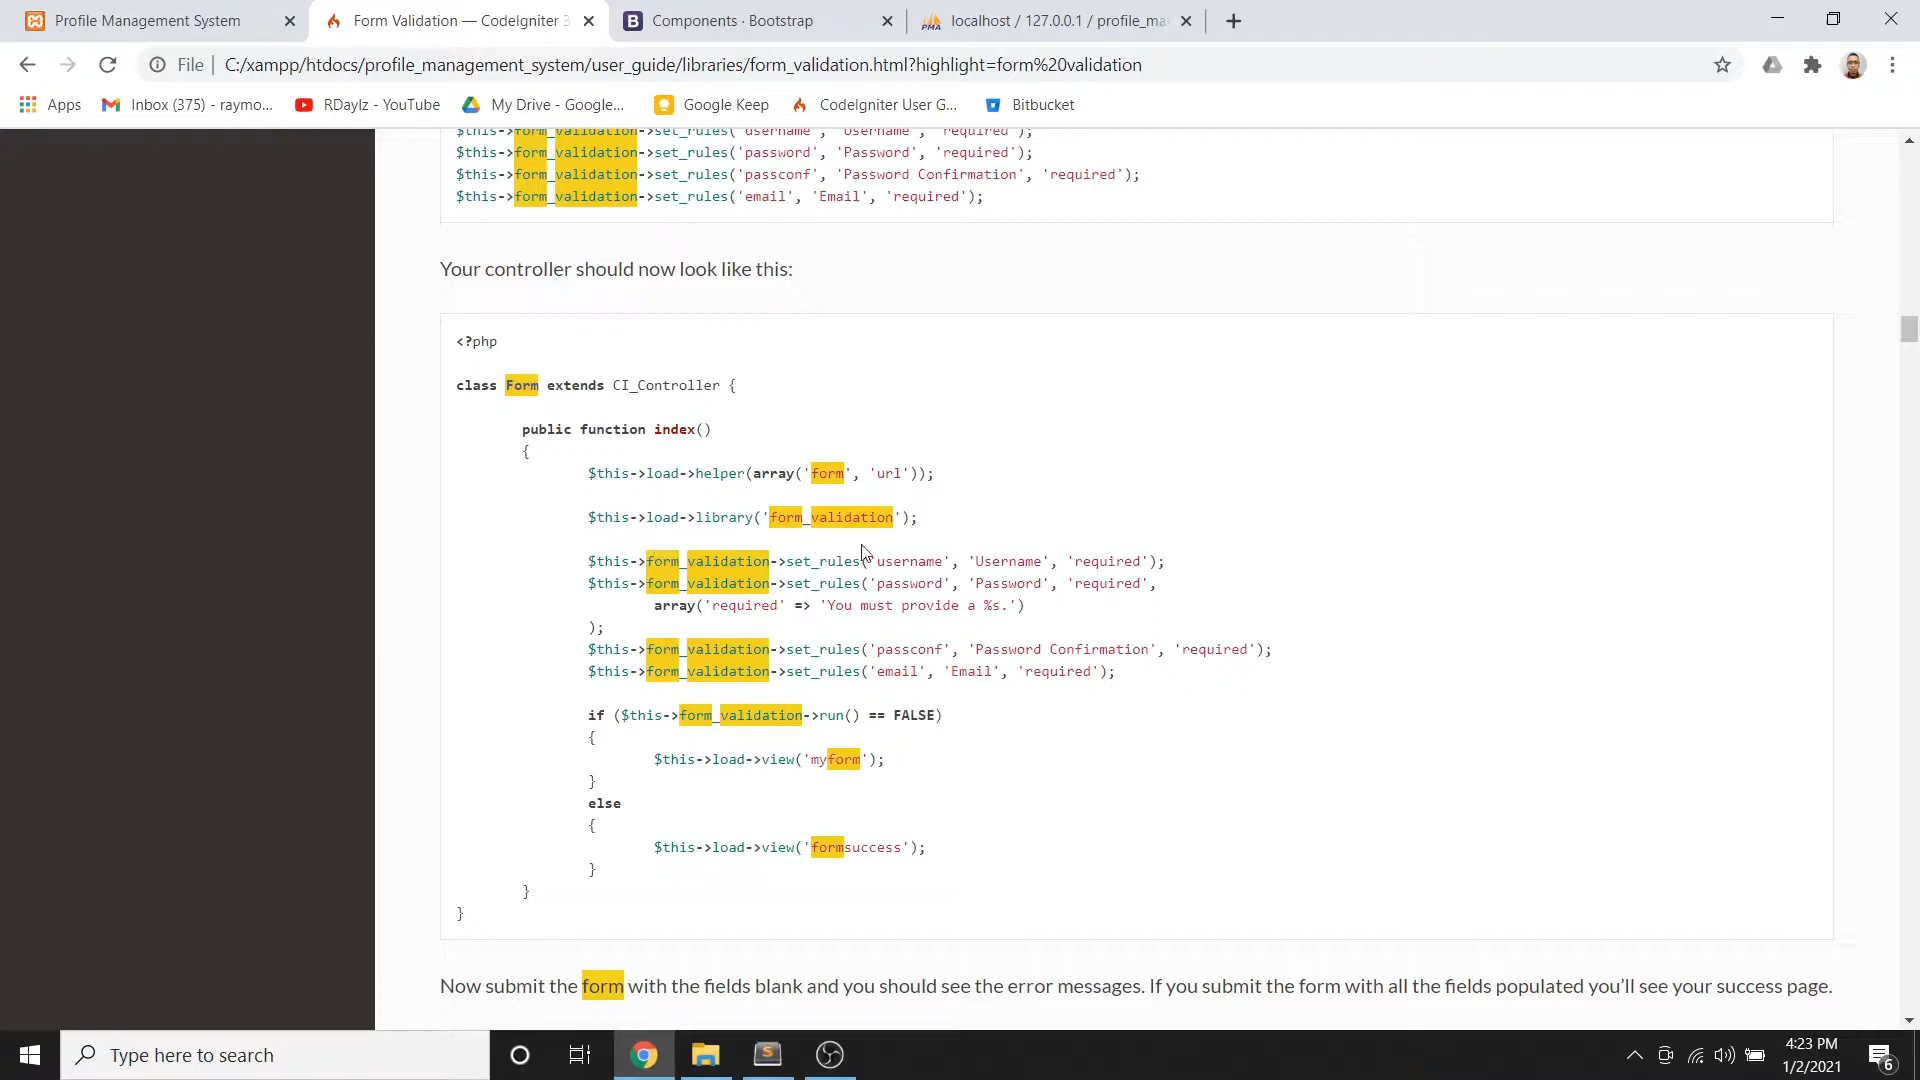 Profile Management System
Form Validation — CodeIgniter 3
Components · Bootstrap
localhost / 127.0.0.1 / profile_ma
File
C:/xampp/htdocs/profile_management_system/user_guide/libraries/form_validation.html?highlight=form%20validation
Apps
Inbox (375) - raymo...
RDaylz - YouTube
My Drive - Google...
Google Keep
CodeIgniter User G...
Bitbucket
$this->form_validation->set_rules('username', 'Username', 'required');
$this->form_validation->set_rules('password', 'Password', 'required');
$this->form_validation->set_rules('passconf', 'Password Confirmation', 'required');
$this->form_validation->set_rules('email', 'Email', 'required');
Your controller should now look like this:
<?php
class Form extends CI_Controller {
public function index()
{
$this->load->helper(array('form', 'url'));
$this->load->library('form_validation');
$this->form_validation->set_rules('username', 'Username', 'required');
$this->form_validation->set_rules('password', 'Password', 'required',
array('required' => 'You must provide a %s.')
);
$this->form_validation->set_rules('passconf', 'Password Confirmation', 'required');
$this->form_validation->set_rules('email', 'Email', 'required');
if ($this->form_validation->run() == FALSE)
{
$this->load->view('myform');
}
else
{
$this->load->view('formsuccess');
}
}
}
Now submit the form with the fields blank and you should see the error messages. If you submit the form with all the fields populated you'll see your success page.
Type here to search
4:23 PM
1/2/2021
6